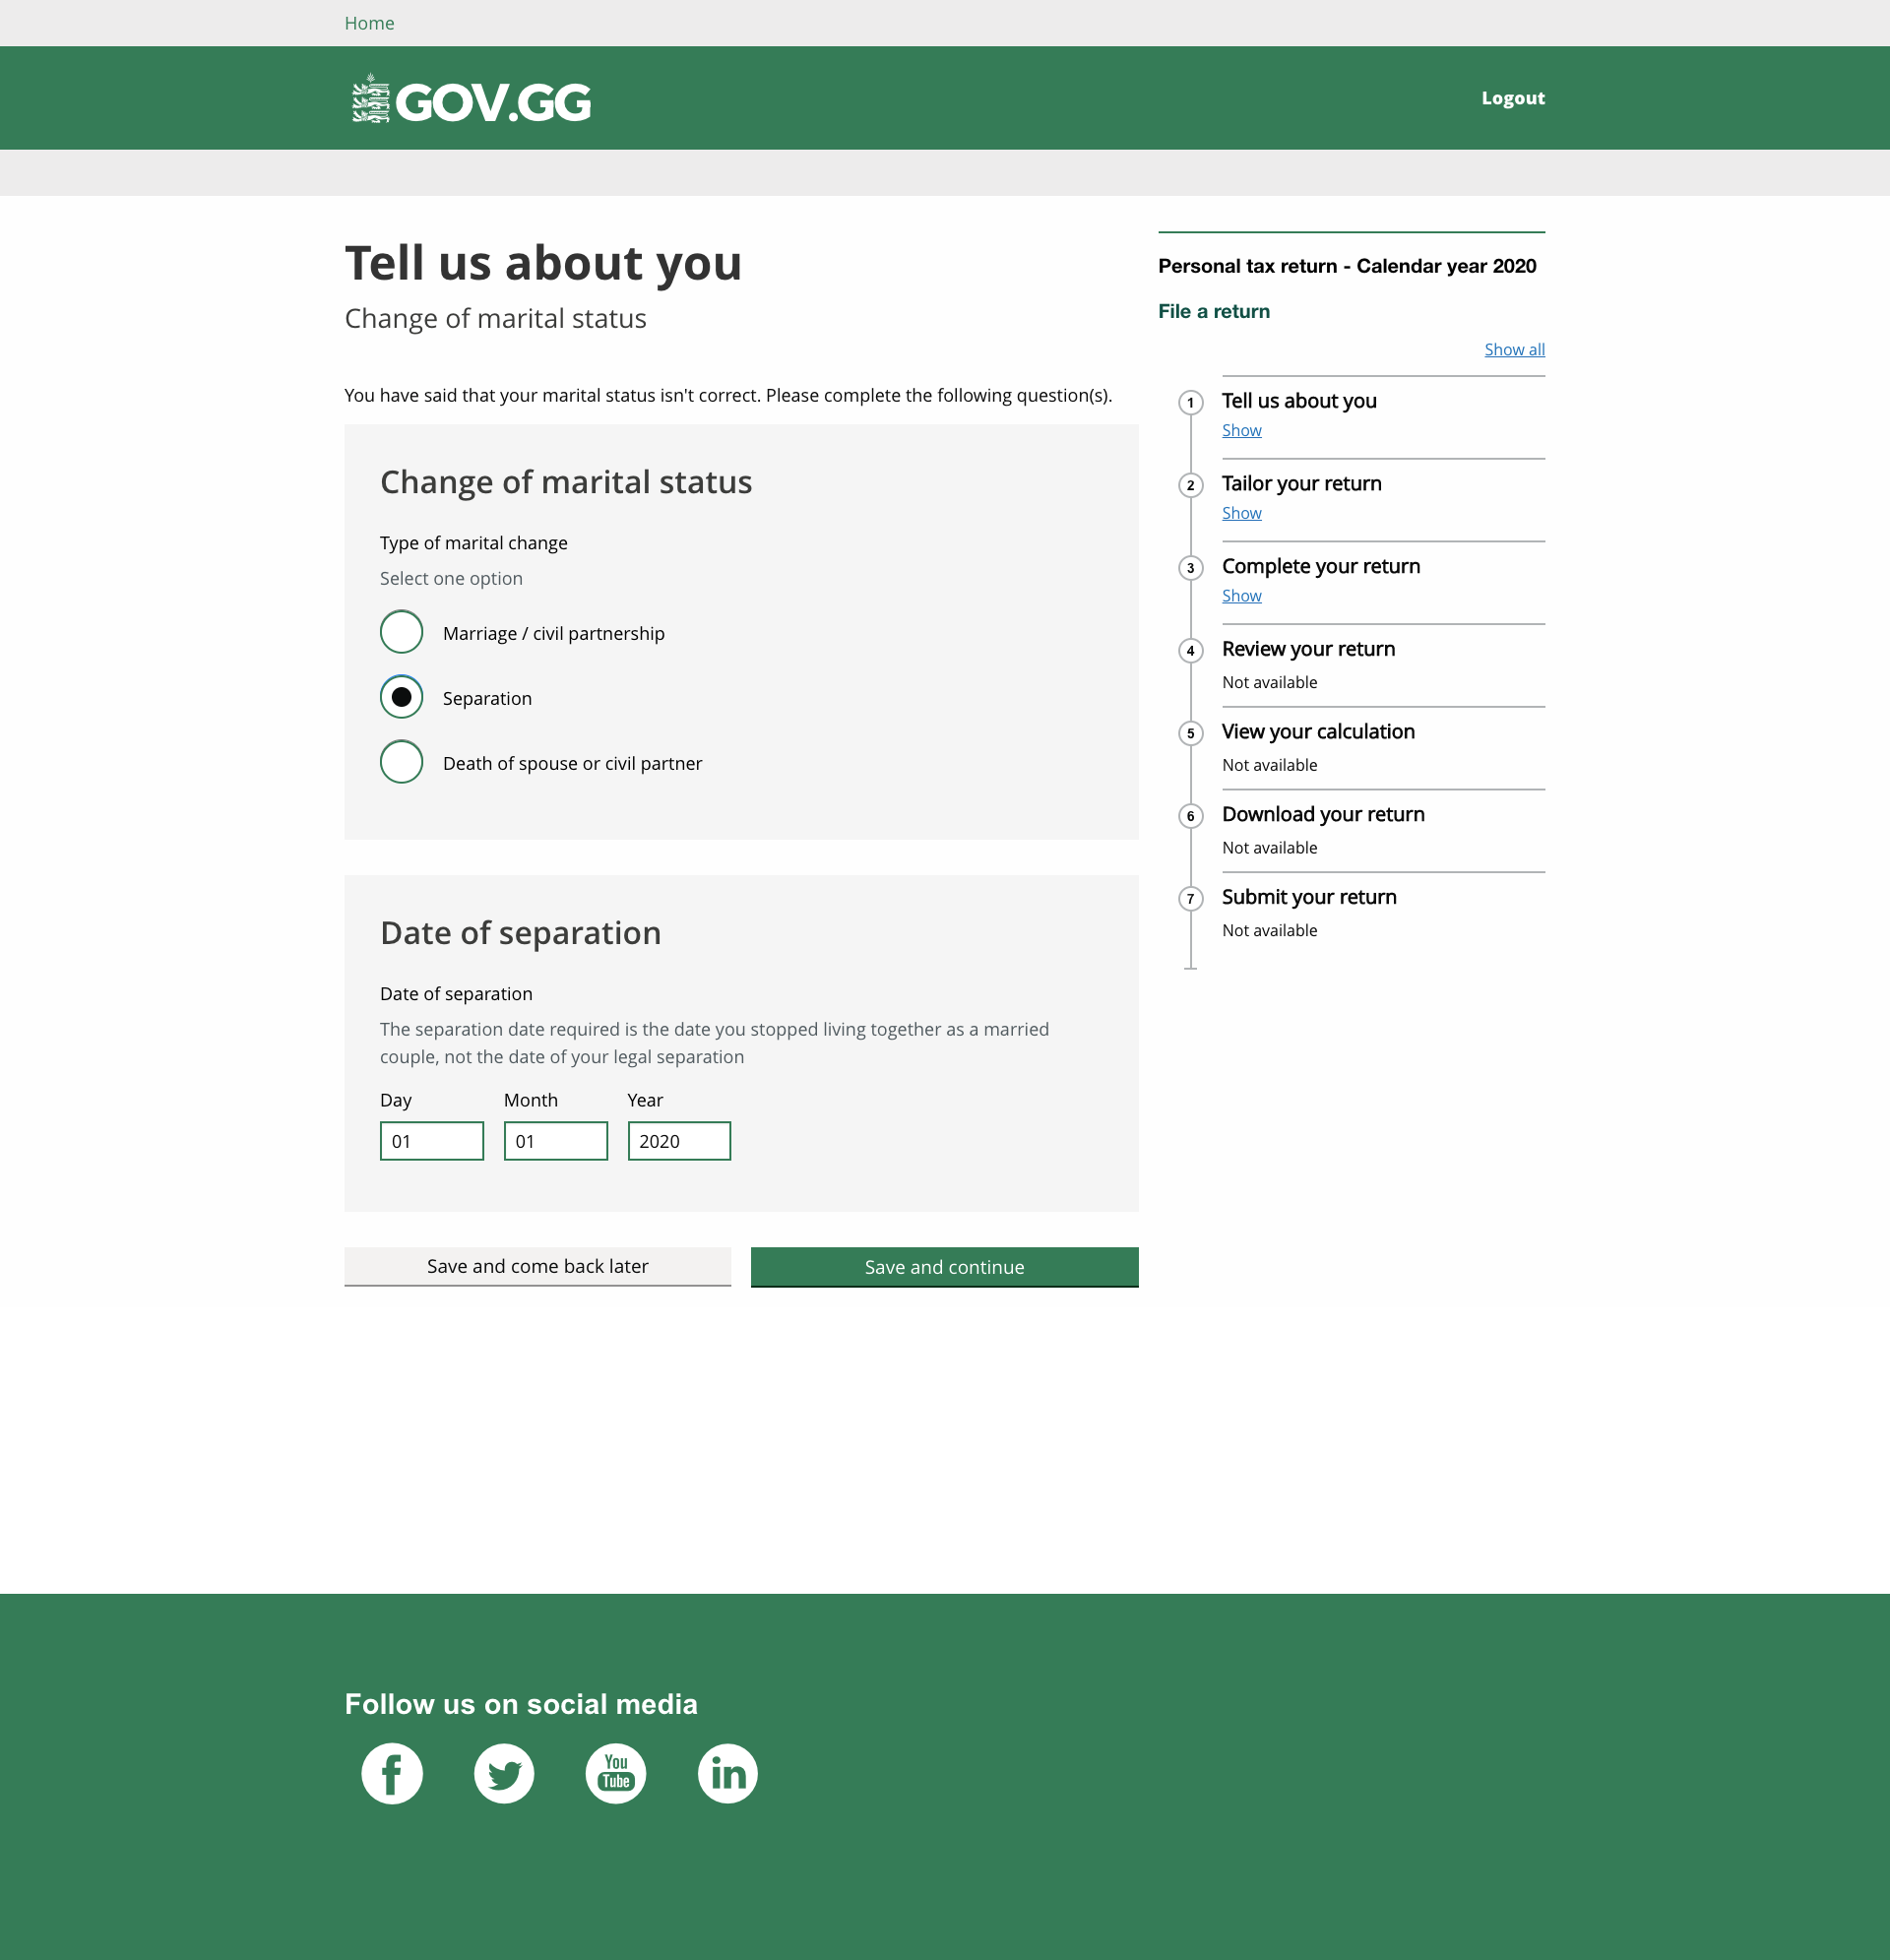 Home
GOV.GG
Logout
Tell us about you
Change of marital status
You have said that your marital status isn't correct. Please complete the following question(s).
Change of marital status
Type of marital change
Select one option
Marriage / civil partnership
Separation
Death of spouse or civil partner
Date of separation
Date of separation
The separation date required is the date you stopped living together as a married
couple, not the date of your legal separation
Day Month Year
01 01 2020
Save and come back later
Save and continue
Personal tax return - Calendar year 2020
File a return
Show all
1 Tell us about you
Show
2 Tailor your return
Show
3 Complete your return
Show
4 Review your return
Not available
5 View your calculation
Not available
6 Download your return
Not available
7 Submit your return
Not available
Follow us on social media
f
You
Tube
in